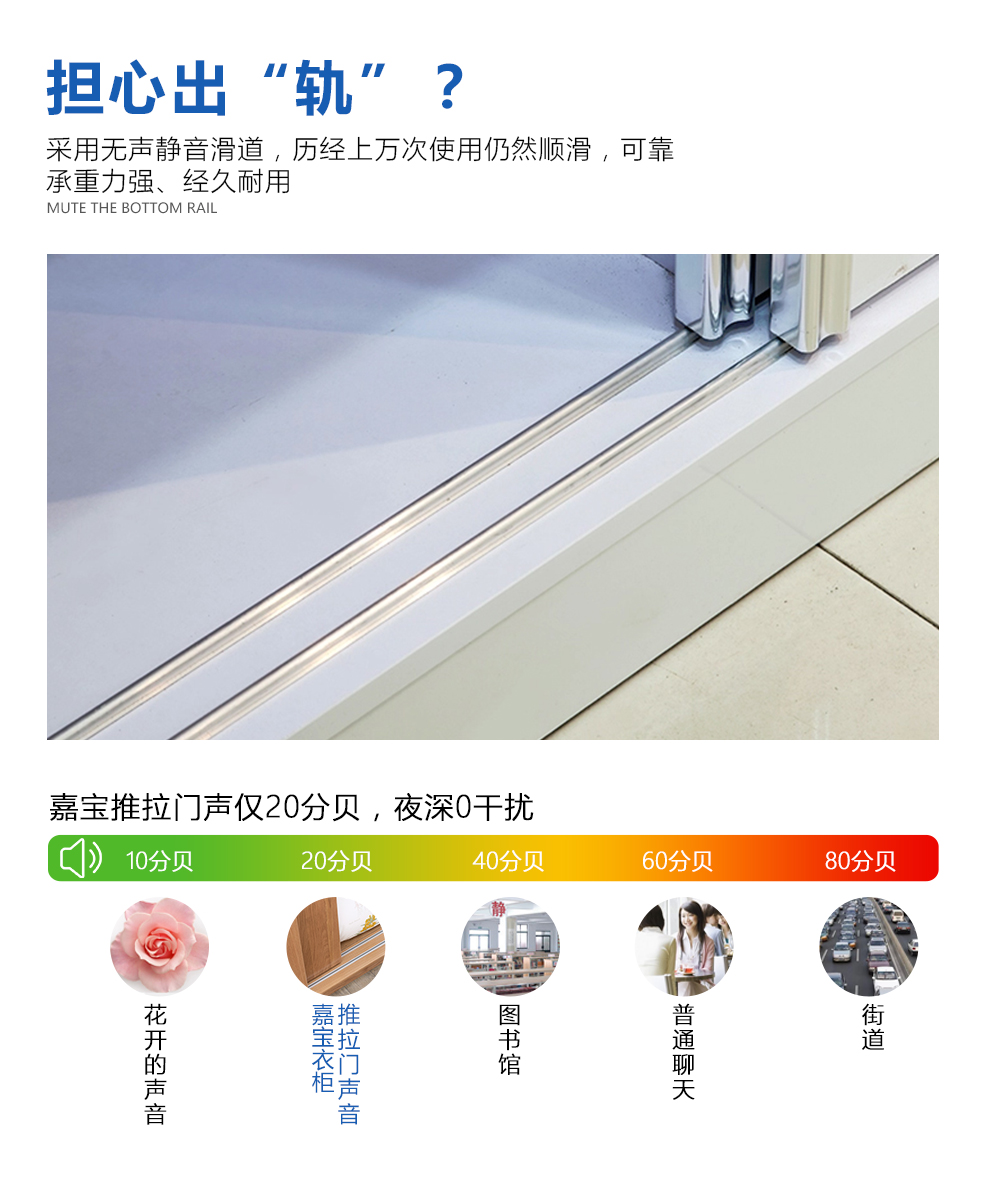 担心出“轨”？
采用无声静音滑道，历经上万次使用仍然顺滑，可靠
承重力强、经久耐用
MUTE THE BOTTOM RAIL
嘉宝推拉门声仅20分贝，夜深0干扰
10分贝 20分贝 40分贝 60分贝 80分贝
静
花开的声音
嘉宝衣柜
推拉门声音
图书馆
普通聊天
街道